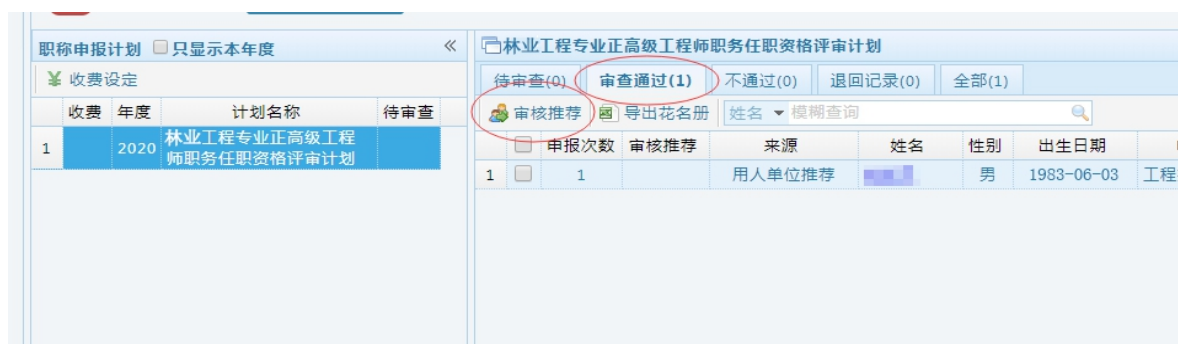 职称申报计划 只显示本年度
收费设定
收费 年度 计划名称 待审查
1 2020 林业工程专业正高级工程
师职务任职资格评审计划
林业工程专业正高级工程师职务任职资格评审计划
待审查(0) 审查通过(1) 不通过(0) 退回记录(0) 全部(1)
审核推荐 导出花名册 姓名 模糊查询
申报次数 审核推荐 来源 姓名 性别 出生日期
1 1 用人单位推荐 男 1983-06-03 工程